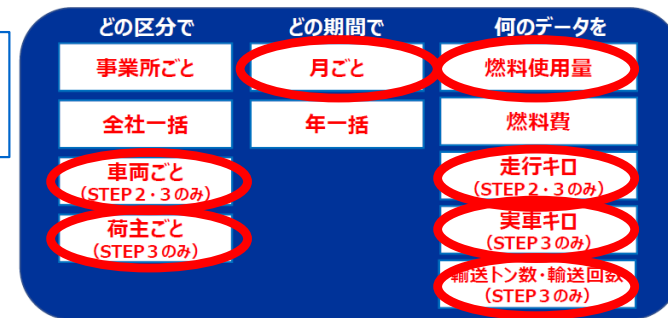 どの区分で
事業所ごと
全社一括
車両ごと
(STEP2・3のみ)
荷主ごと
(STEP3のみ)
どの期間で
月ごと
年一括
何のデータを
燃料使用量
燃料費
走行キロ
(STEP2・3のみ)
実車キロ
(STEP3のみ)
輸送トン数・輸送回数
(STEP3のみ)